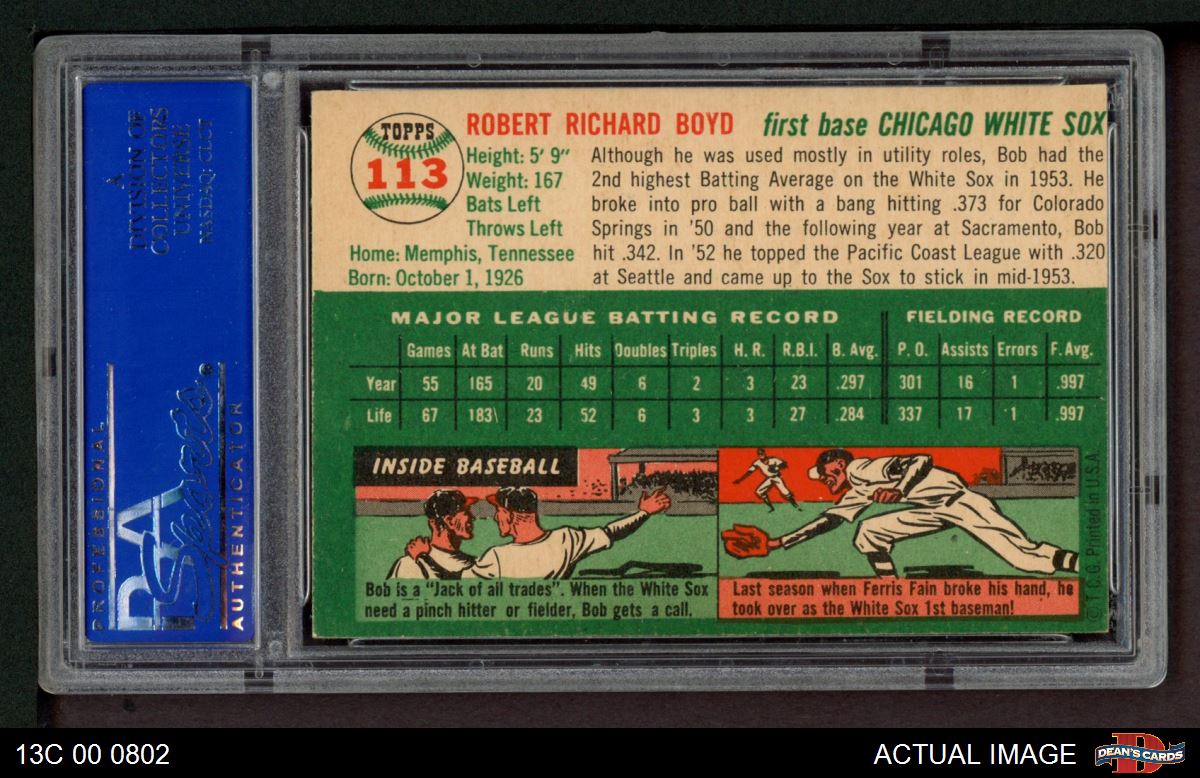 A
DIVISION OF
COLLECTORS
UNIVERSE
NASDAQ: CLCT
PROFESSIONAL
PSA
Sports
®
AUTHENTICATOR
TOPPS
113
ROBERT RICHARD BOYD first base CHICAGO WHITE SOX
Height: 5' 9"
Weight: 167
Bats Left
Throws Left
Home: Memphis, Tennessee
Born: October 1, 1926
Although he was used mostly in utility roles, Bob had the
2nd highest Batting Average on the White Sox in 1953. He
broke into pro ball with a bang hitting .373 for Colorado
Springs in '50 and the following year at Sacramento, Bob
hit .342. In '52 he topped the Pacific Coast League with .320
at Seattle and came up to the Sox to stick in mid-1953.
MAJOR LEAGUE BATTING RECORD FIELDING RECORD
Games At Bat Runs Hits Doubles Triples H. R. R.B.I. B. Avg. P. O. Assists Errors F. Avg.
Year 55 165 20 49 6 2 3 23 .297 301 16 1 .997
Life 67 183 23 52 6 3 3 27 .284 337 17 1 .997
INSIDE BASEBALL
Bob is a "Jack of all trades". When the White Sox
need a pinch hitter or fielder, Bob gets a call.
Last season when Ferris Fain broke his hand, he
took over as the White Sox 1st baseman!
© T.C.G. Printed in U.S.A.
13C 00 0802
ACTUAL IMAGE
DEAN'S CARDS